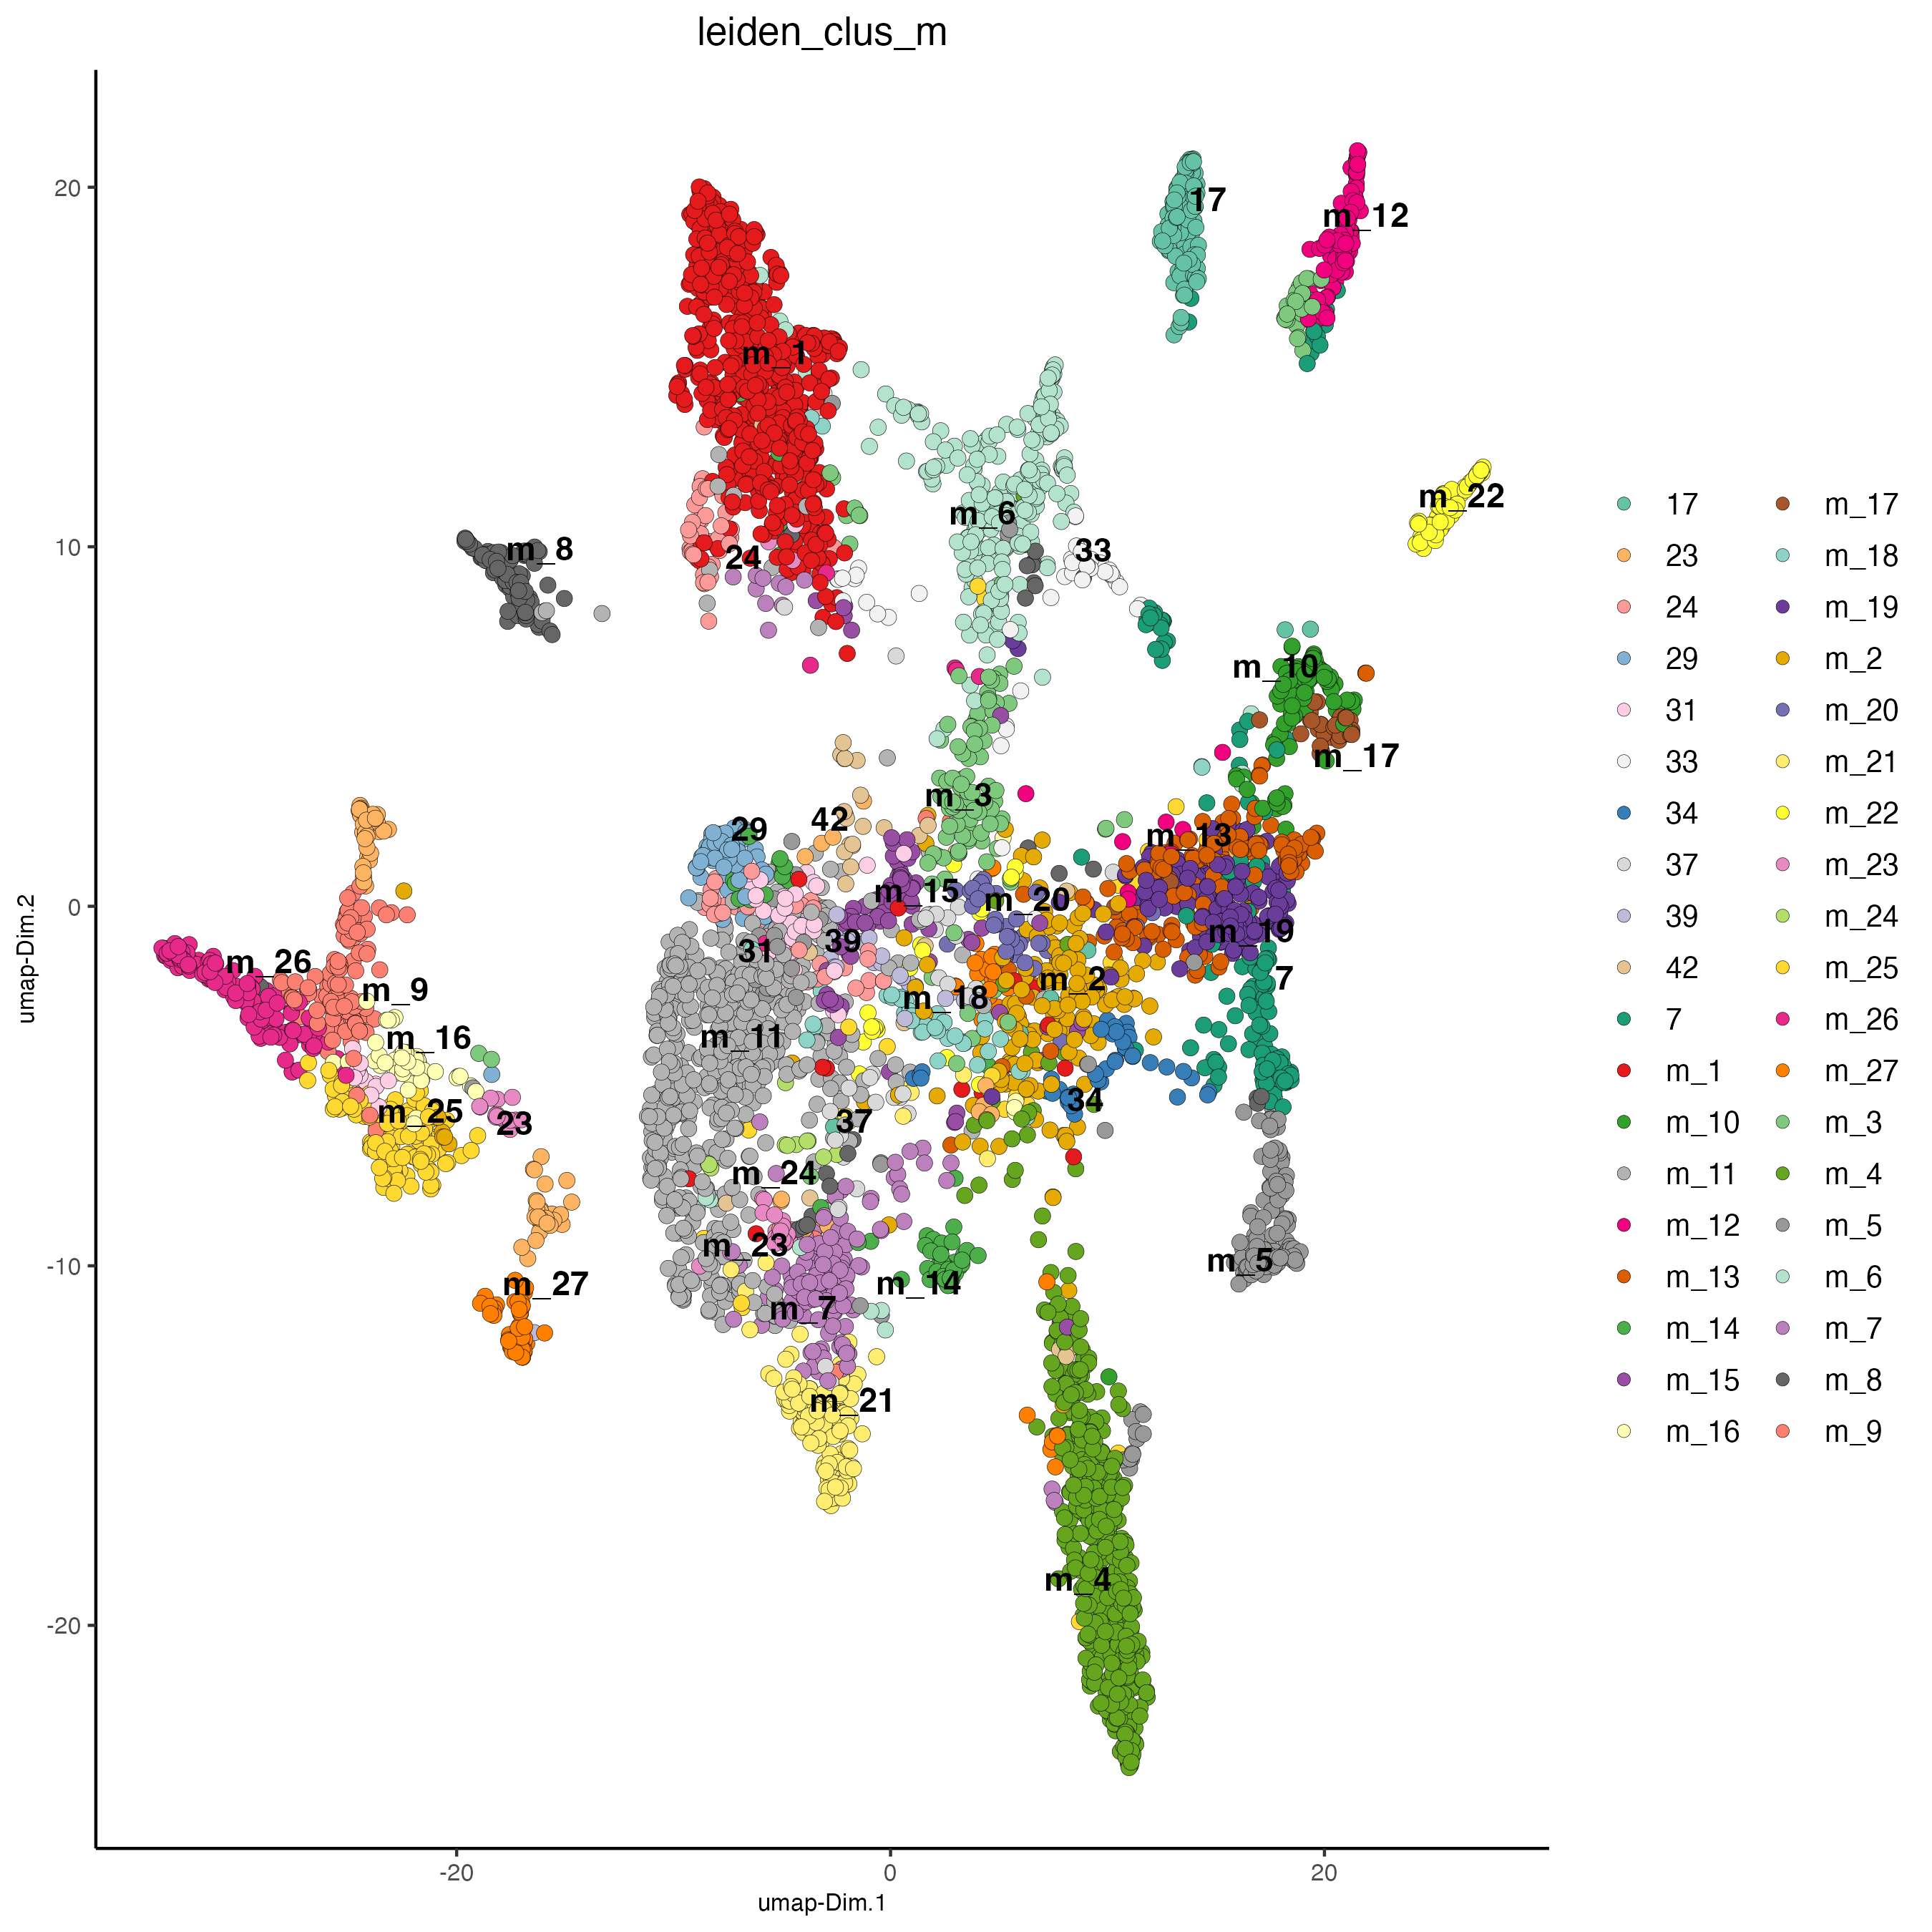 leiden_clus_m
20
10
0
-10
-20
umap-Dim.2
-20
0
20
umap-Dim.1
17
m_12
m_1
m_22
m_6
24
m_8
33
m_10
m_17
m_3
42
29
m_13
m_15
m_20
m_19
39
31
m_26
7
m_2
m_9
m_18
m_16
m_11
34
m_25
37
23
m_24
m_23
m_5
m_27
m_14
m_7
m_21
m_4
17
23
24
29
31
33
34
37
39
42
7
m_1
m_10
m_11
m_12
m_13
m_14
m_15
m_16
m_17
m_18
m_19
m_2
m_20
m_21
m_22
m_23
m_24
m_25
m_26
m_27
m_3
m_4
m_5
m_6
m_7
m_8
m_9